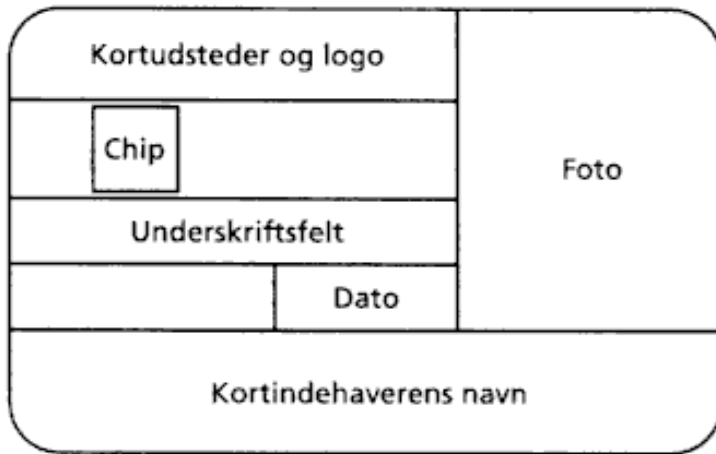 Kortudsteder og logo
Chip
Foto
Underskriftsfelt
Dato
Kortindehaverens navn